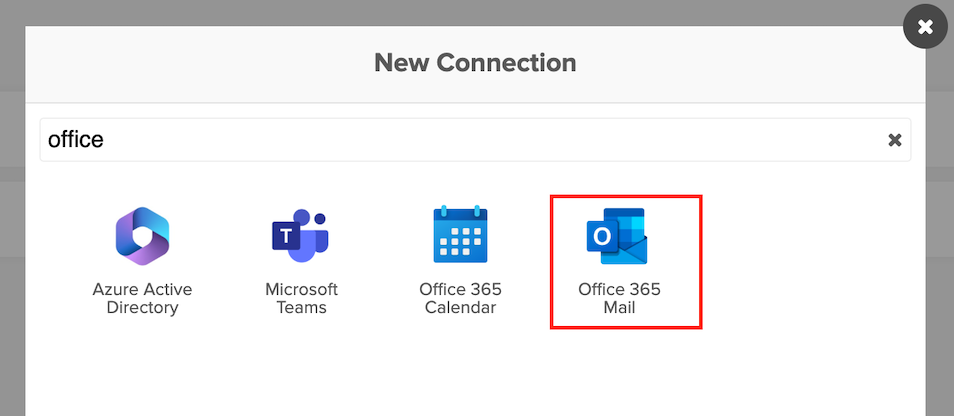 New Connection
office
Azure Active
Directory
T
Microsoft
Teams
Office 365
Calendar
O
Office 365
Mail